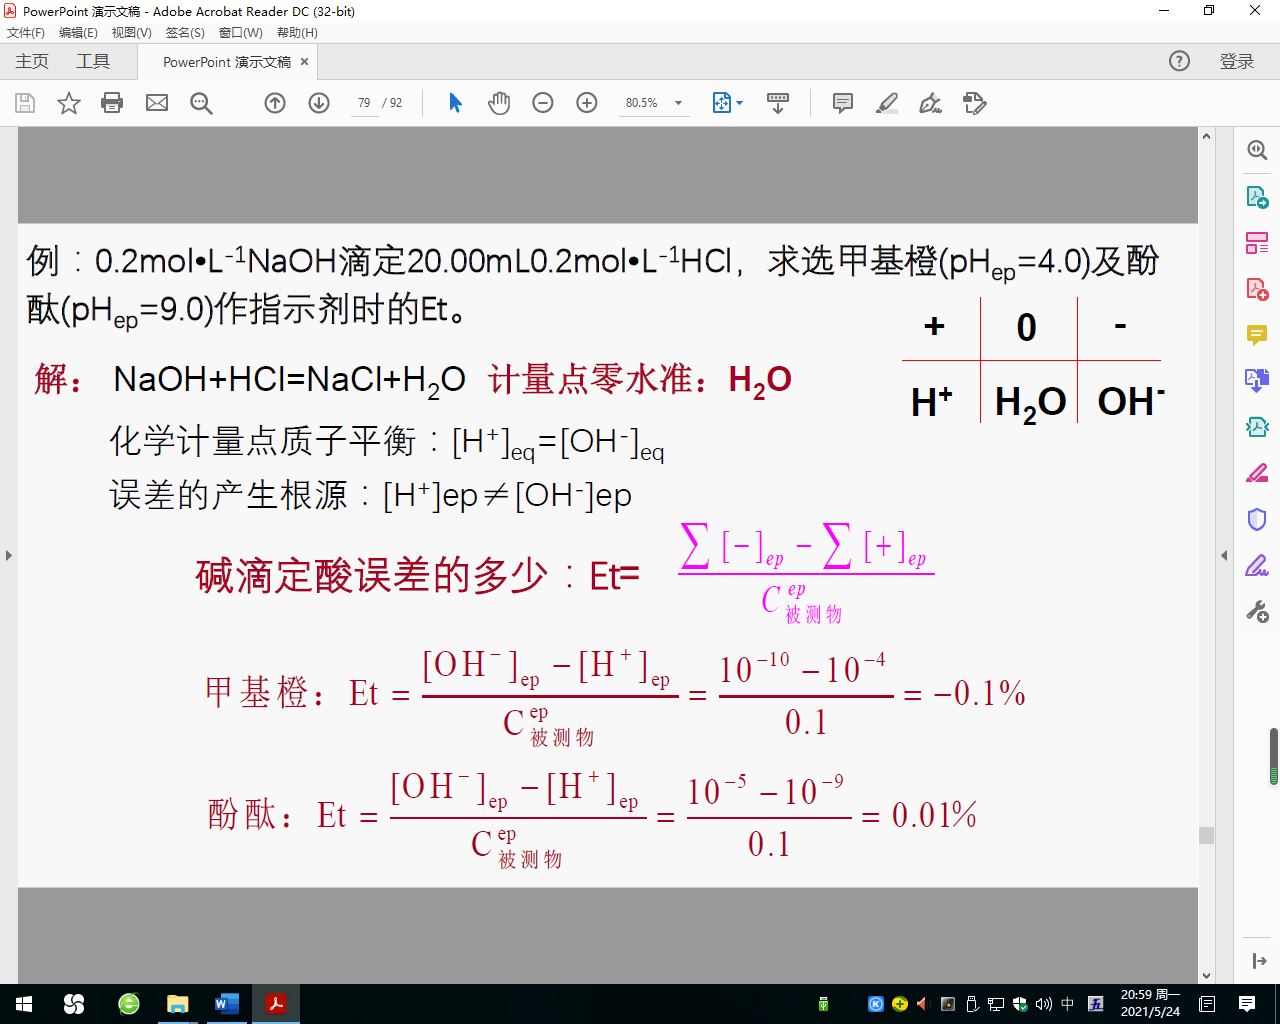 PowerPoint 演示文稿 - Adobe Acrobat Reader DC (32-bit)
文件(F) 编辑(E) 视图(V) 签名(S) 窗口(W) 帮助(H)
主页 工具 PowerPoint 演示文稿 × 登录
79 / 92 80.5%
例：0.2mol•L⁻¹NaOH滴定20.00mL0.2mol•L⁻¹HCl，求选甲基橙(pHep=4.0)及酚
酞(pHep=9.0)作指示剂时的Et。
+ 0 -
H⁺ H₂O OH⁻
解： NaOH+HCl=NaCl+H₂O 计量点零水准：H₂O
化学计量点质子平衡：[H⁺]eq=[OH⁻]eq
误差的产生根源：[H⁺]ep≠[OH⁻]ep
碱滴定酸误差的多少：Et= (∑[−]ep − ∑[+]ep) / C ep 被测物
甲基橙：Et = ([OH⁻]ep − [H⁺]ep) / C ep 被测物 = (10⁻¹⁰ − 10⁻⁴) / 0.1 = −0.1%
酚酞：Et = ([OH⁻]ep − [H⁺]ep) / C ep 被测物 = (10⁻⁵ − 10⁻⁹) / 0.1 = 0.01%
中 五 20:59 周一
2021/5/24